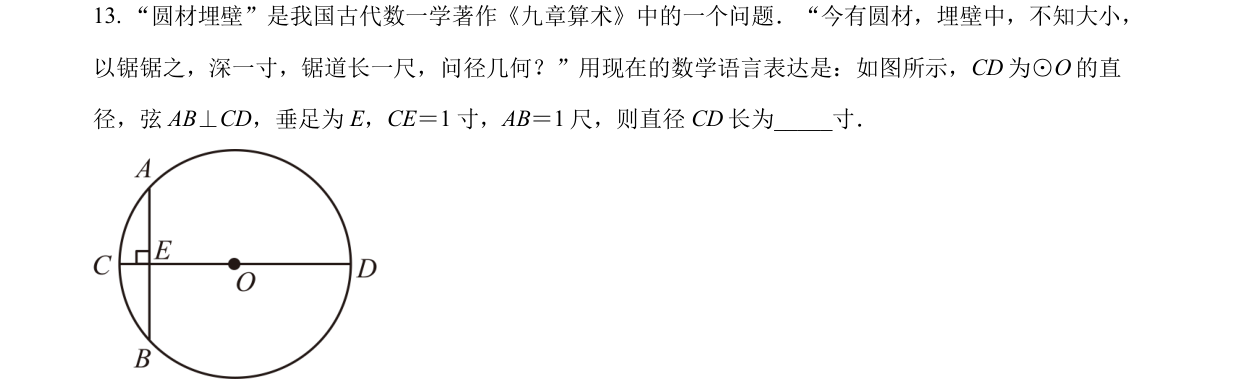 13. “圆材埋壁”是我国古代数一学著作《九章算术》中的一个问题．“今有圆材，埋壁中，不知大小，
以锯锯之，深一寸，锯道长一尺，问径几何？”用现在的数学语言表达是：如图所示，CD为⊙O的直
径，弦AB⊥CD，垂足为E，CE＝1寸，AB＝1尺，则直径CD长为_____寸．
A
C
E
O
D
B